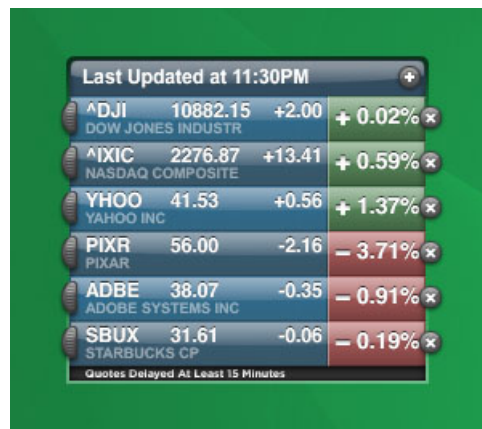 Last Updated at 11:30PM
^DJI 10882.15 +2.00 + 0.02%
DOW JONES INDUSTR
^IXIC 2276.87 +13.41 + 0.59%
NASDAQ COMPOSITE
YHOO 41.53 +0.56 + 1.37%
YAHOO INC
PIXR 56.00 -2.16 – 3.71%
PIXAR
ADBE 38.07 -0.35 – 0.91%
ADOBE SYSTEMS INC
SBUX 31.61 -0.06 – 0.19%
STARBUCKS CP
Quotes Delayed At Least 15 Minutes